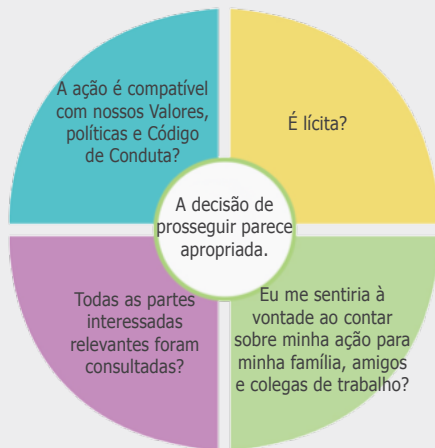 A ação é compatível
com nossos Valores,
políticas e Código
de Conduta?
É lícita?
A decisão de
prosseguir parece
apropriada.
Todas as partes
interessadas
relevantes foram
consultadas?
Eu me sentiria à
vontade ao contar
sobre minha ação para
minha família, amigos
e colegas de trabalho?